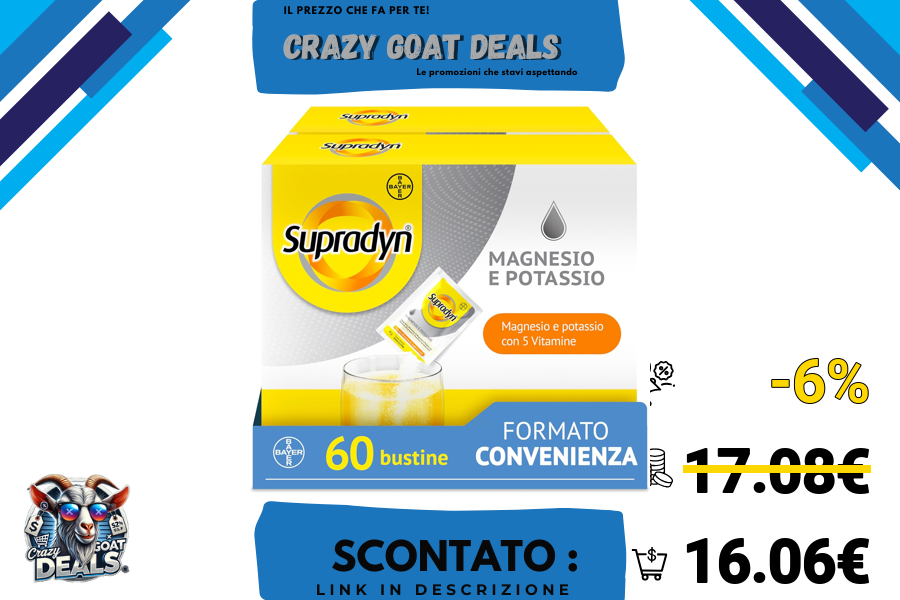 IL PREZZO CHE FA PER TE!
CRAZY GOAT DEALS
Le promozioni che stavi aspettando
Supradyn
Supradyn
BAYER
Supradyn®
MAGNESIO
E POTASSIO
Supradyn
Magnesio e potassio
con 5 Vitamine
-6%
FORMATO
CONVENIENZA
BAYER
60 bustine
17.08€
SCONTATO :
16.06€
LINK IN DESCRIZIONE
$
57%
Crazy
GOAT
DEALS